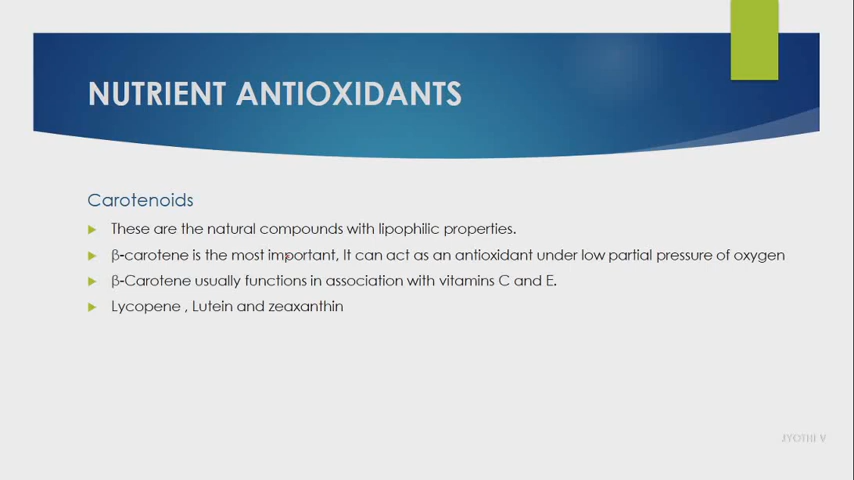 NUTRIENT ANTIOXIDANTS
Carotenoids
These are the natural compounds with lipophilic properties.
β-carotene is the most important, It can act as an antioxidant under low partial pressure of oxygen
β-Carotene usually functions in association with vitamins C and E.
Lycopene , Lutein and zeaxanthin
JYOTHI V